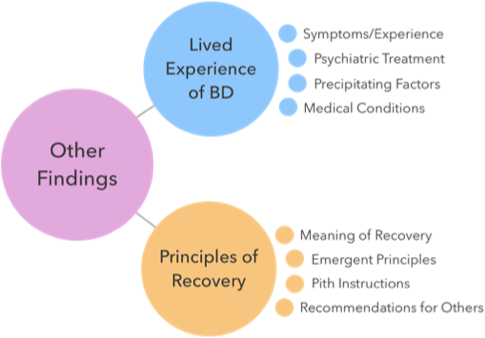 Other
Findings
Lived
Experience
of BD
Symptoms/Experience
Psychiatric Treatment
Precipitating Factors
Medical Conditions
Principles of
Recovery
Meaning of Recovery
Emergent Principles
Pith Instructions
Recommendations for Others